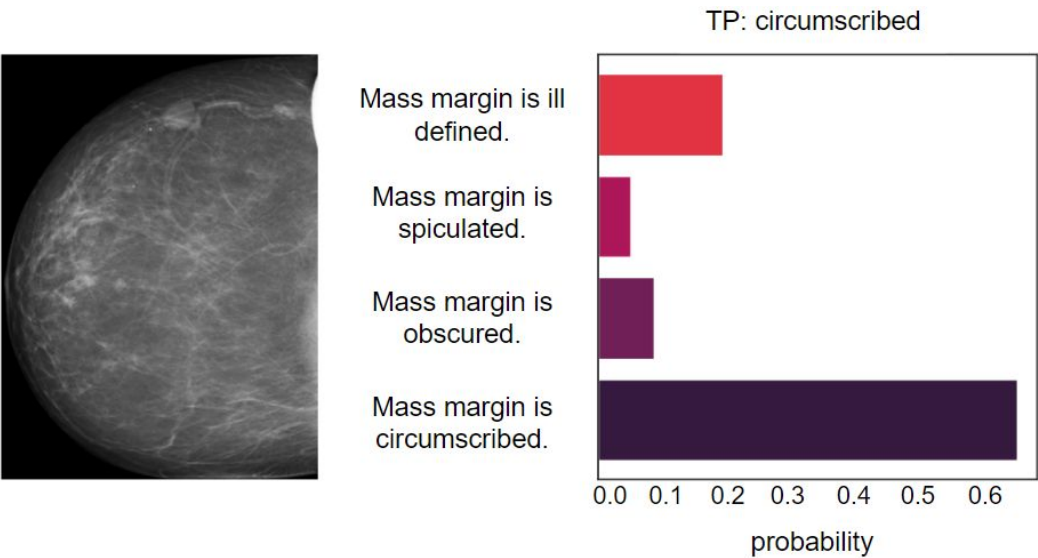 TP: circumscribed
Mass margin is ill
defined.
Mass margin is
spiculated.
Mass margin is
obscured.
Mass margin is
circumscribed.
0.0 0.1 0.2 0.3 0.4 0.5 0.6
probability